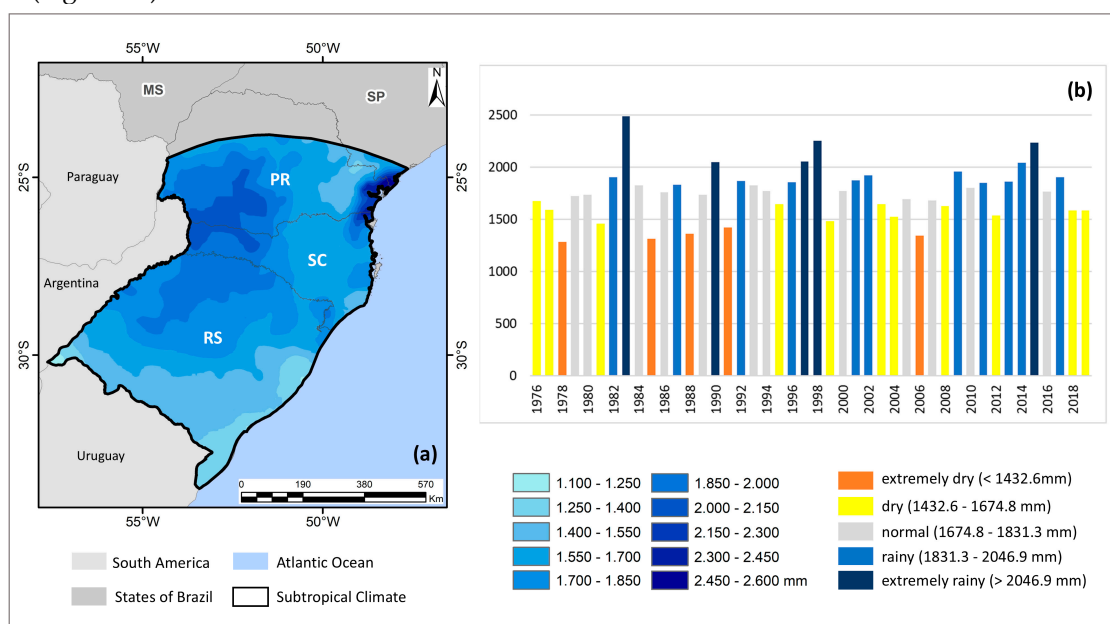 55°W
50°W
MS
SP
N
25°S
25°S
Paraguay
PR
SC
Argentina
RS
30°S
30°S
Uruguay
(a)
0 190 380 570
Km
55°W
50°W
(b)
2500
2000
1500
1000
500
0
1976 1978 1980 1982 1984 1986 1988 1990 1992 1994 1996 1998 2000 2002 2004 2006 2008 2010 2012 2014 2016 2018
South America
Atlantic Ocean
States of Brazil
Subtropical Climate
1.100 - 1.250
1.250 - 1.400
1.400 - 1.550
1.550 - 1.700
1.700 - 1.850
1.850 - 2.000
2.000 - 2.150
2.150 - 2.300
2.300 - 2.450
2.450 - 2.600 mm
extremely dry (< 1432.6mm)
dry (1432.6 - 1674.8 mm)
normal (1674.8 - 1831.3 mm)
rainy (1831.3 - 2046.9 mm)
extremely rainy (> 2046.9 mm)